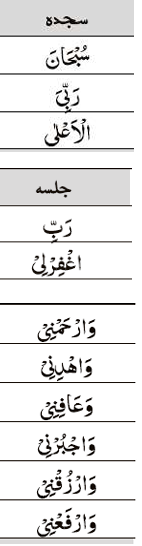 سجده
سُبْحَانَ
رَبِّيَ
الْاَعْلٰى
جلسه
رَبِّ
اغْفِرْلِيْ
وَارْحَمْنِيْ
وَاهْدِنِيْ
وَعَافِنِيْ
وَاجْبُرْنِيْ
وَارْزُقْنِيْ
وَارْفَعْنِيْ